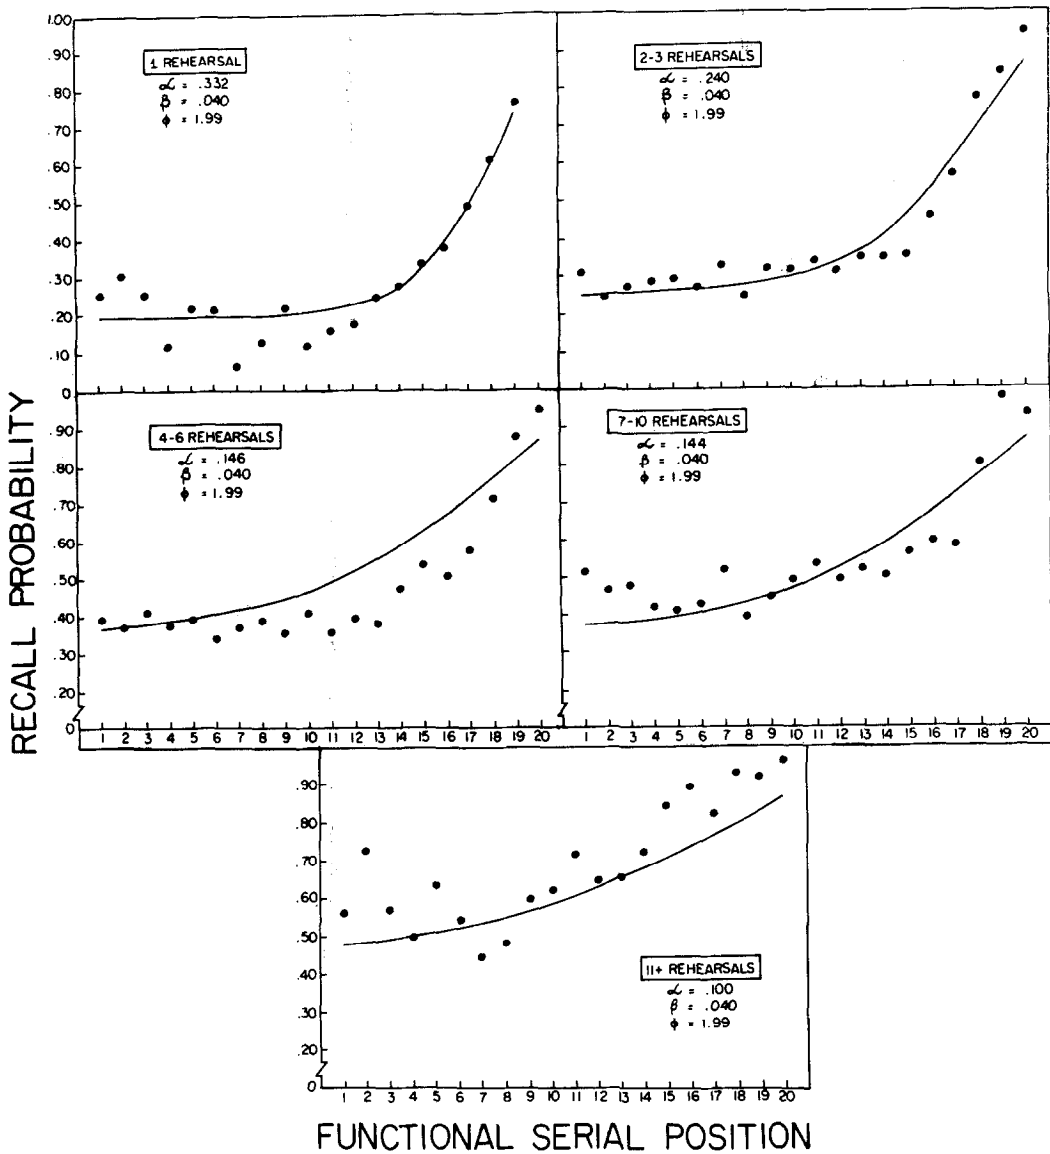 1.00
.90
.80
.70
.60
.50
.40
.30
.20
.10
0
1 REHEARSAL
α = .332
β = .040
ϕ = 1.99
2-3 REHEARSALS
α = .240
β = .040
ϕ = 1.99
RECALL PROBABILITY
.90
.80
.70
.60
.50
.40
.30
.20
0
4-6 REHEARSALS
α = .146
β = .040
ϕ = 1.99
1 2 3 4 5 6 7 8 9 10 11 12 13 14 15 16 17 18 19 20
7-10 REHEARSALS
α = .144
β = .040
ϕ = 1.99
1 2 3 4 5 6 7 8 9 10 11 12 13 14 15 16 17 18 19 20
.90
.80
.70
.60
.50
.40
.30
.20
0
11+ REHEARSALS
α = .100
β = .040
ϕ = 1.99
1 2 3 4 5 6 7 8 9 10 11 12 13 14 15 16 17 18 19 20
FUNCTIONAL SERIAL POSITION